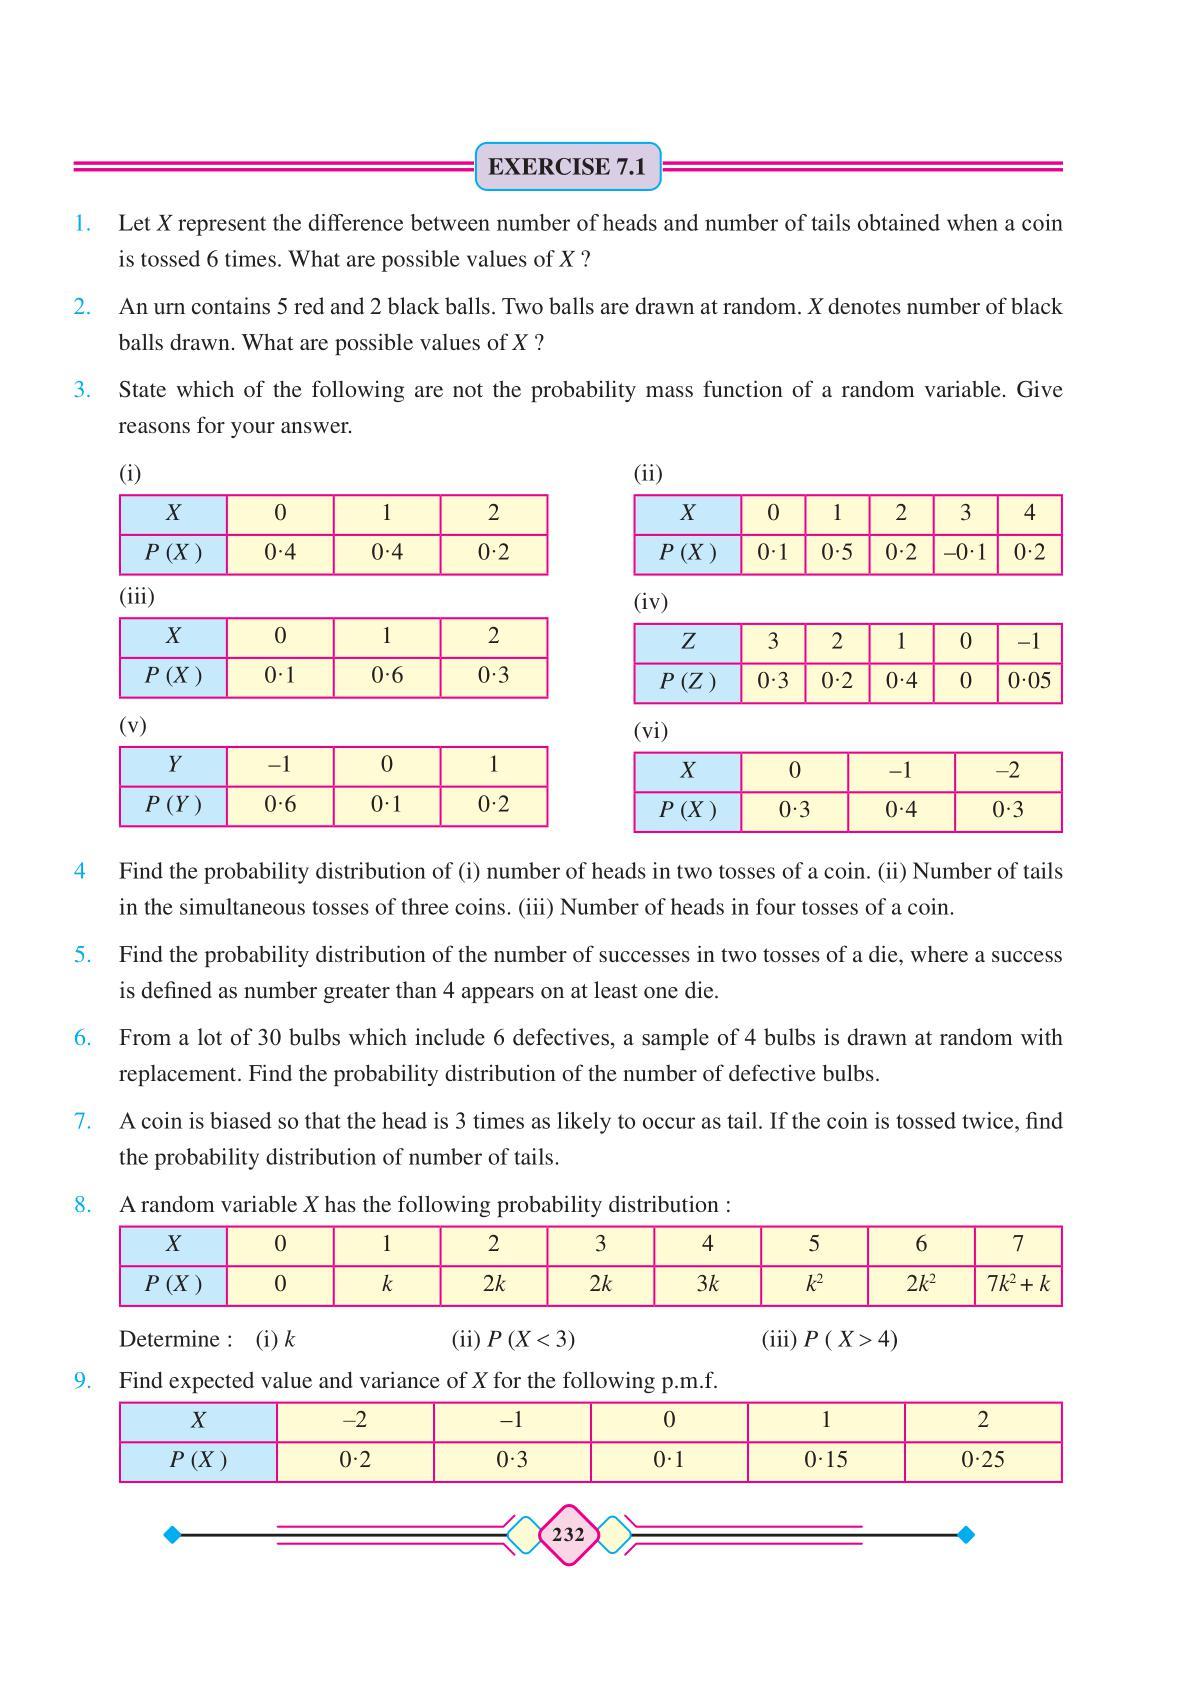 EXERCISE 7.1
1. Let X represent the difference between number of heads and number of tails obtained when a coin
is tossed 6 times. What are possible values of X ?
2. An urn contains 5 red and 2 black balls. Two balls are drawn at random. X denotes number of black
balls drawn. What are possible values of X ?
3. State which of the following are not the probability mass function of a random variable. Give
reasons for your answer.
(i)
X 0 1 2
P (X ) 0·4 0·4 0·2
(ii)
X 0 1 2 3 4
P (X ) 0·1 0·5 0·2 –0·1 0·2
(iii)
X 0 1 2
P (X ) 0·1 0·6 0·3
(iv)
Z 3 2 1 0 –1
P (Z ) 0·3 0·2 0·4 0 0·05
(v)
Y –1 0 1
P (Y ) 0·6 0·1 0·2
(vi)
X 0 –1 –2
P (X ) 0·3 0·4 0·3
4 Find the probability distribution of (i) number of heads in two tosses of a coin. (ii) Number of tails
in the simultaneous tosses of three coins. (iii) Number of heads in four tosses of a coin.
5. Find the probability distribution of the number of successes in two tosses of a die, where a success
is defined as number greater than 4 appears on at least one die.
6. From a lot of 30 bulbs which include 6 defectives, a sample of 4 bulbs is drawn at random with
replacement. Find the probability distribution of the number of defective bulbs.
7. A coin is biased so that the head is 3 times as likely to occur as tail. If the coin is tossed twice, find
the probability distribution of number of tails.
8. A random variable X has the following probability distribution :
X 0 1 2 3 4 5 6 7
P (X ) 0 k 2k 2k 3k k² 2k² 7k² + k
Determine : (i) k (ii) P (X < 3) (iii) P ( X > 4)
9. Find expected value and variance of X for the following p.m.f.
X –2 –1 0 1 2
P (X ) 0·2 0·3 0·1 0·15 0·25
232